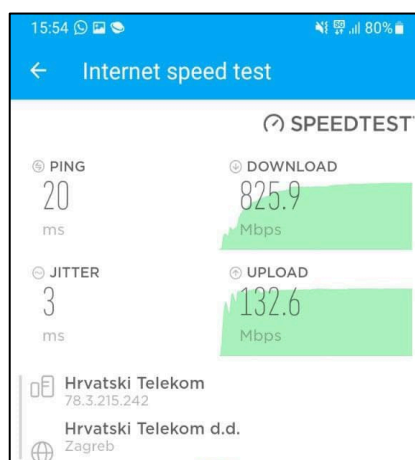 15:54 5G 80%
Internet speed test
SPEEDTEST
PING DOWNLOAD
20 825.9
ms Mbps
JITTER UPLOAD
3 132.6
ms Mbps
Hrvatski Telekom
78.3.215.242
Hrvatski Telekom d.d.
Zagreb